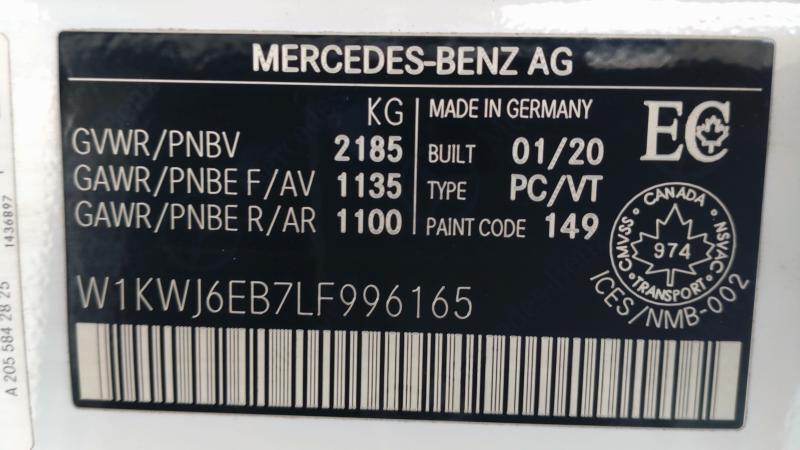 MERCEDES-BENZ AG
KG
GVWR/PNBV 2185
GAWR/PNBE F/AV 1135
GAWR/PNBE R/AR 1100
MADE IN GERMANY
BUILT 01/20
TYPE PC/VT
PAINT CODE 149
EC
CANADA
CMVSS
974
NSVAC
TRANSPORT
ICES/NMB-002
W1KWJ6EB7LF996165
A 205 584 28 25
1436897